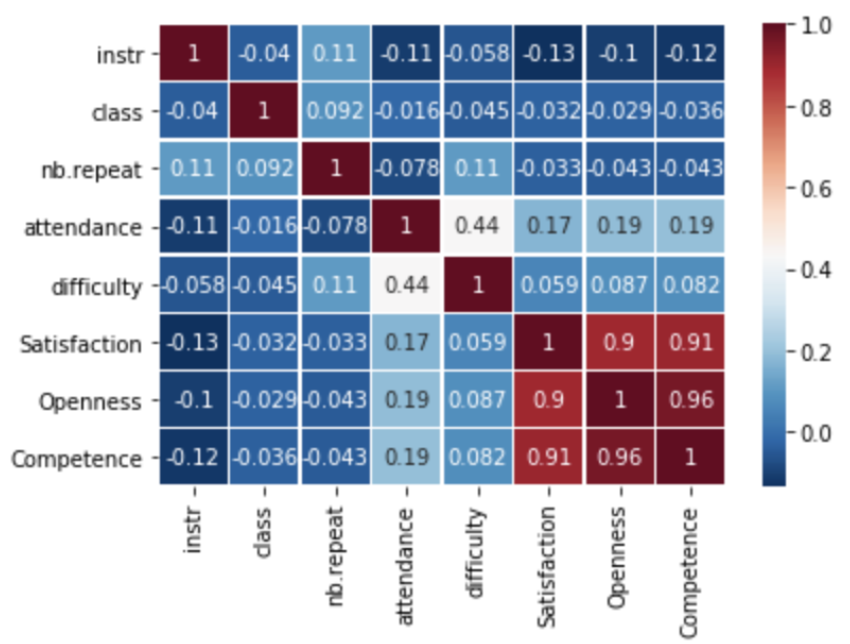 instr 1 -0.04 0.11 -0.11 -0.058 -0.13 -0.1 -0.12
class -0.04 1 0.092 -0.016 -0.045 -0.032 -0.029 -0.036
nb.repeat 0.11 0.092 1 -0.078 0.11 -0.033 -0.043 -0.043
attendance -0.11 -0.016 -0.078 1 0.44 0.17 0.19 0.19
difficulty -0.058 -0.045 0.11 0.44 1 0.059 0.087 0.082
Satisfaction -0.13 -0.032 -0.033 0.17 0.059 1 0.9 0.91
Openness -0.1 -0.029 -0.043 0.19 0.087 0.9 1 0.96
Competence -0.12 -0.036 -0.043 0.19 0.082 0.91 0.96 1
instr
class
nb.repeat
attendance
difficulty
Satisfaction
Openness
Competence
1.0
0.8
0.6
0.4
0.2
0.0